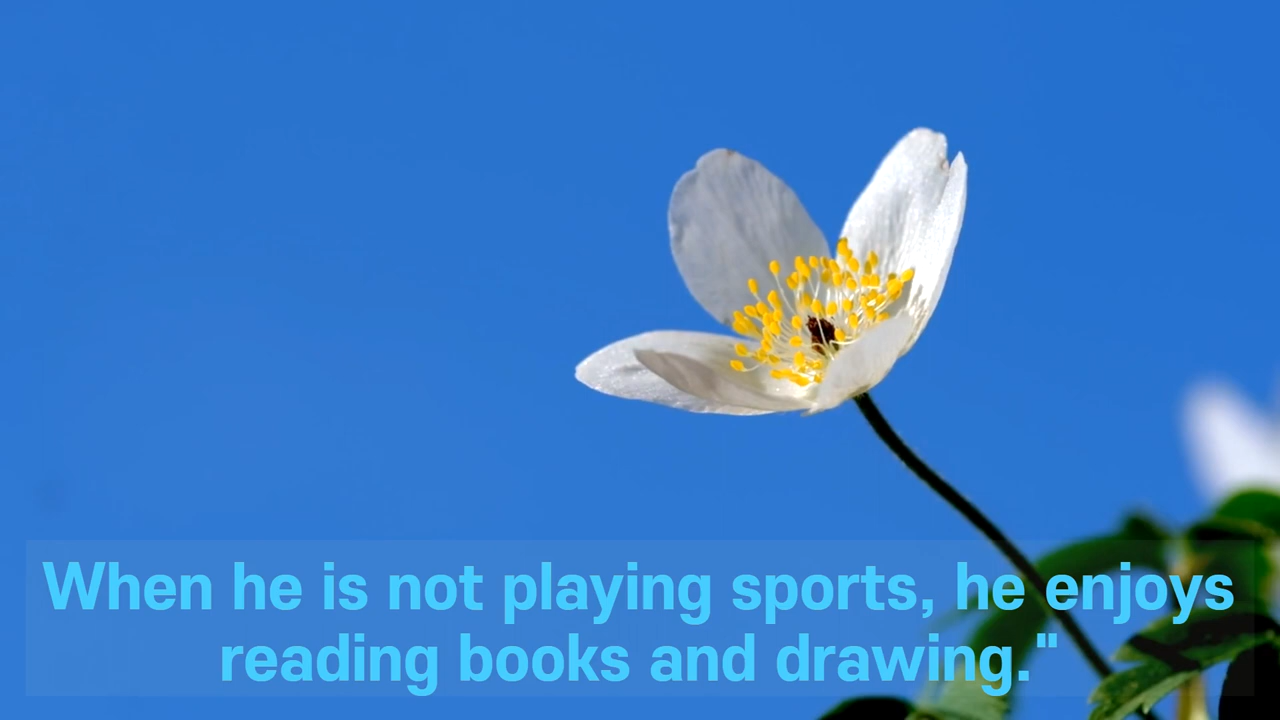 When he is not playing sports, he enjoys
reading books and drawing."